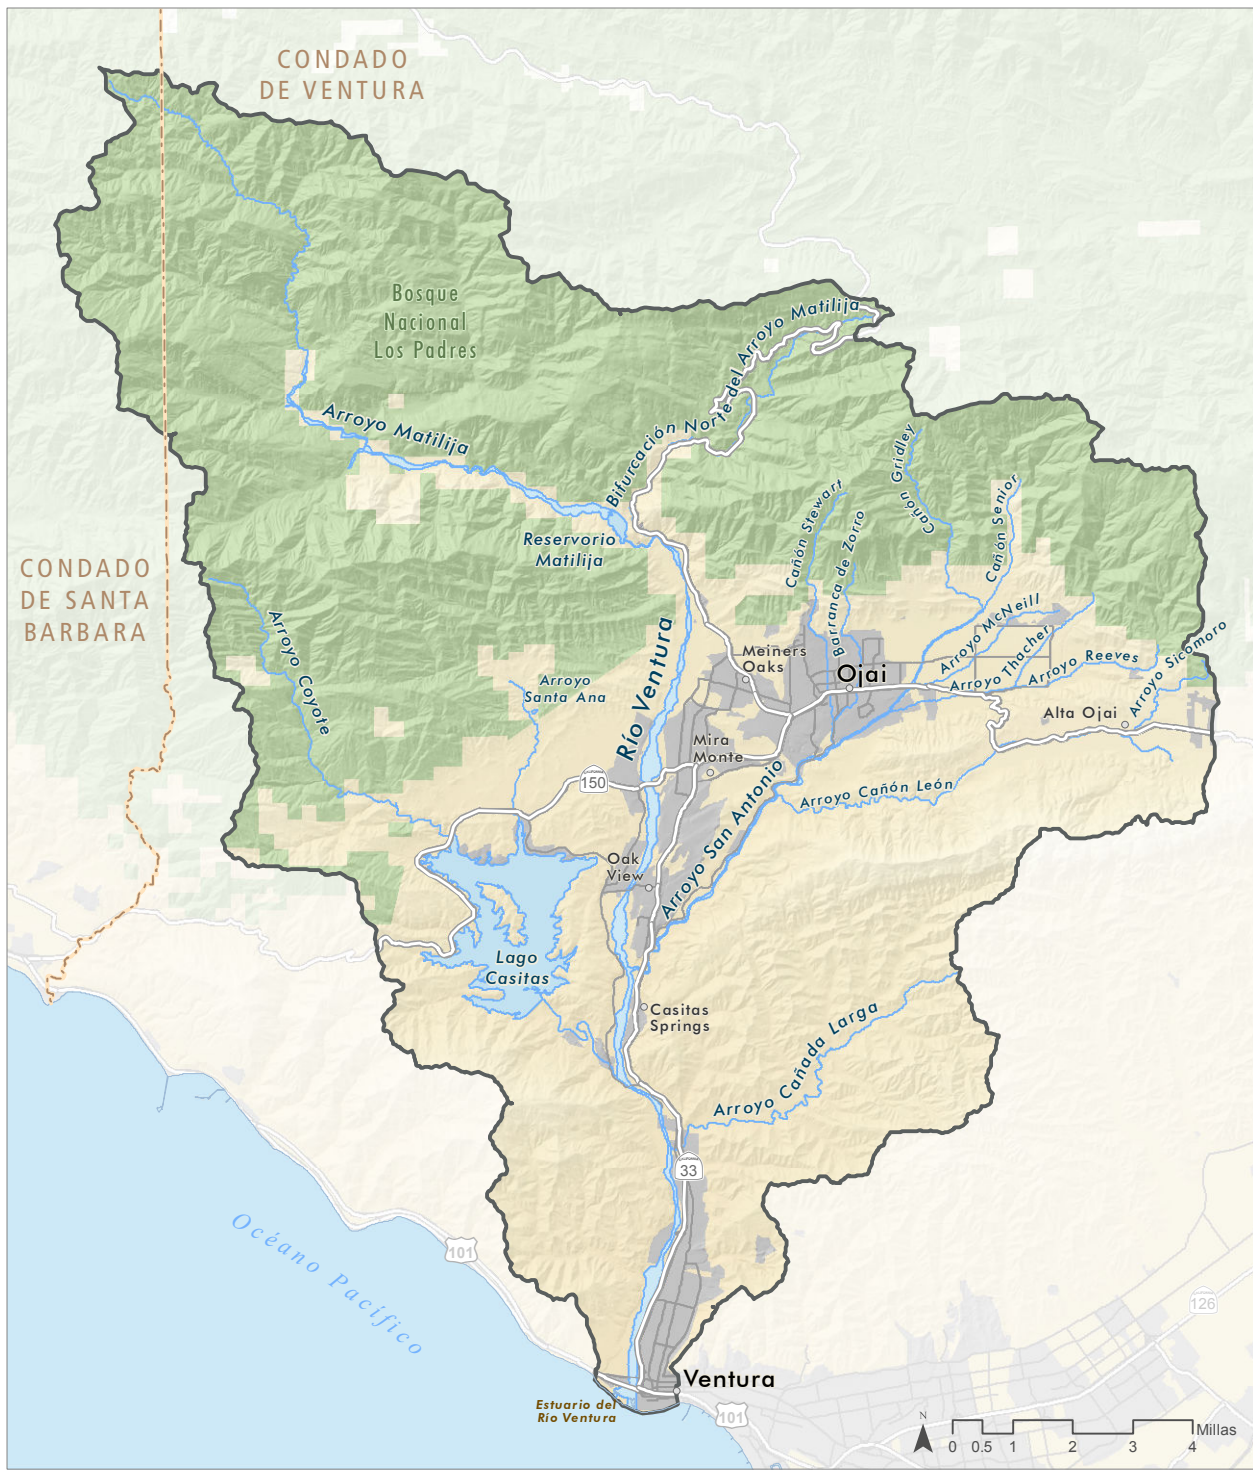 CONDADO
DE VENTURA
Bosque
Nacional
Los Padres
Bifurcación Norte del Arroyo Matilija
Arroyo Matilija
Cañón Gridley
Cañón Stewart
Barranca de Zorro
Cañón Senior
Reservorio
Matilija
CONDADO
DE SANTA
BARBARA
Arroyo Coyote
Arroyo
Santa Ana
Río Ventura
Meiners
Oaks
Ojai
Arroyo McNeill
Arroyo Thacher
Arroyo Reeves
Arroyo Sicomoro
Alta Ojai
Mira
Monte
CALIFORNIA
150
Arroyo San Antonio
Arroyo Cañón León
Oak
View
Lago
Casitas
Casitas
Springs
Arroyo Cañada Larga
CALIFORNIA
33
Océano Pacífico
101
126
Ventura
Estuario del
Río Ventura
101
N
Millas
0 0.5 1 2 3 4